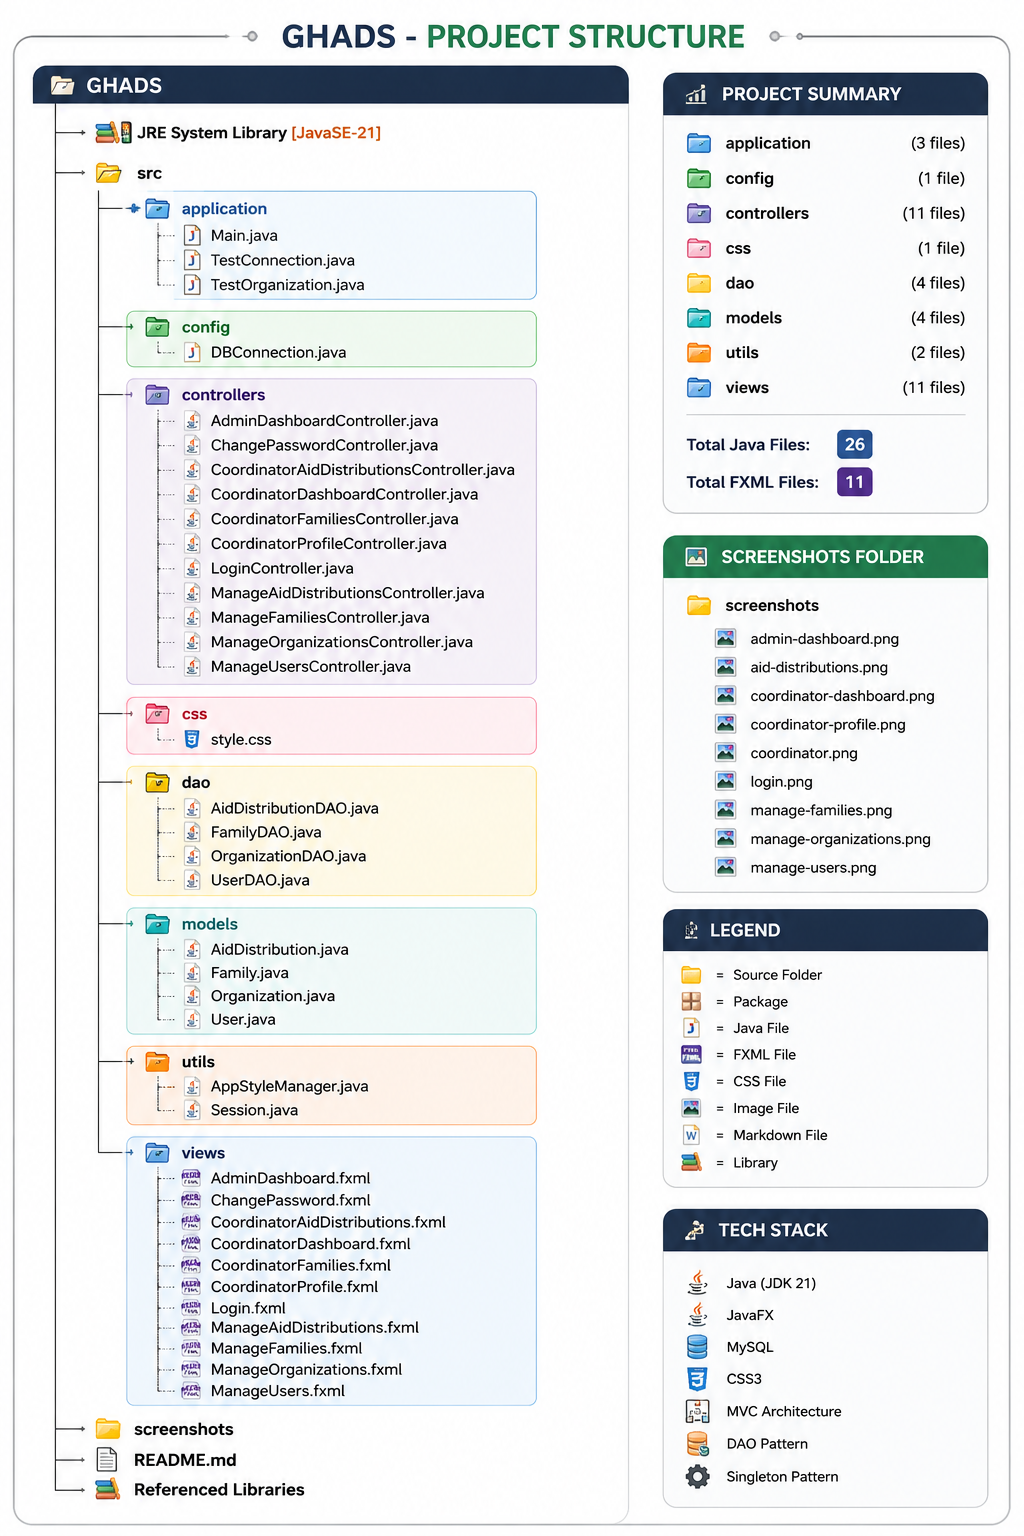 GHADS - PROJECT STRUCTURE
GHADS
JRE System Library [JavaSE-21]
src
application
Main.java
TestConnection.java
TestOrganization.java
config
DBConnection.java
controllers
AdminDashboardController.java
ChangePasswordController.java
CoordinatorAidDistributionsController.java
CoordinatorDashboardController.java
CoordinatorFamiliesController.java
CoordinatorProfileController.java
LoginController.java
ManageAidDistributionsController.java
ManageFamiliesController.java
ManageOrganizationsController.java
ManageUsersController.java
css
style.css
dao
AidDistributionDAO.java
FamilyDAO.java
OrganizationDAO.java
UserDAO.java
models
AidDistribution.java
Family.java
Organization.java
User.java
utils
AppStyleManager.java
Session.java
views
AdminDashboard.fxml
ChangePassword.fxml
CoordinatorAidDistributions.fxml
CoordinatorDashboard.fxml
CoordinatorFamilies.fxml
CoordinatorProfile.fxml
Login.fxml
ManageAidDistributions.fxml
ManageFamilies.fxml
ManageOrganizations.fxml
ManageUsers.fxml
screenshots
README.md
Referenced Libraries
PROJECT SUMMARY
application (3 files)
config (1 file)
controllers (11 files)
css (1 file)
dao (4 files)
models (4 files)
utils (2 files)
views (11 files)
Total Java Files: 26
Total FXML Files: 11
SCREENSHOTS FOLDER
screenshots
admin-dashboard.png
aid-distributions.png
coordinator-dashboard.png
coordinator-profile.png
coordinator.png
login.png
manage-families.png
manage-organizations.png
manage-users.png
LEGEND
= Source Folder
= Package
= Java File
= FXML File
= CSS File
= Image File
W = Markdown File
= Library
TECH STACK
Java (JDK 21)
JavaFX
MySQL
CSS3
MVC Architecture
DAO Pattern
Singleton Pattern